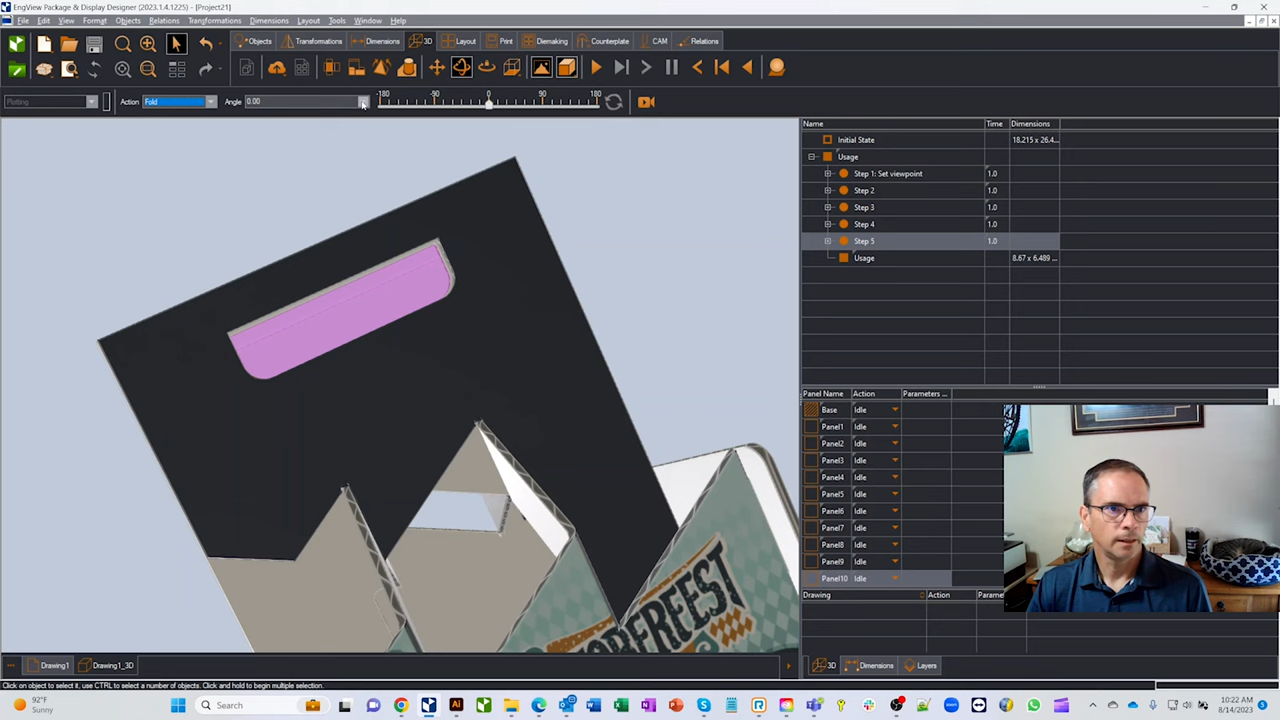 EngView Package & Display Designer (2023.1.4.1225) - [Project21]
File Edit View Format Objects Relations Transformations Dimensions Layout Tools Window Help
Objects Transformations Dimensions 3D Layout Print Diemaking Counterplate CAM Relations
Plotting Action Fold Angle 0.00 -180 -90 0 90 180
Name Time Dimensions
Initial State 18.215 x 26.4...
Usage
Step 1: Set viewpoint 1.0
Step 2 1.0
Step 3 1.0
Step 4 1.0
Step 5 1.0
Usage 8.67 x 6.489 ...
Panel Name Action Parameters ...
Base Idle
Panel1 Idle
Panel2 Idle
Panel3 Idle
Panel4 Idle
Panel5 Idle
Panel6 Idle
Panel7 Idle
Panel8 Idle
Panel9 Idle
Panel10 Idle
Drawing Action Parame
3D Dimensions Layers
Drawing1 Drawing1_3D
Click on object to select it, use CTRL to select a number of objects. Click and hold to begin multiple selection.
92°F
Sunny
Search
10:22 AM
8/14/2023